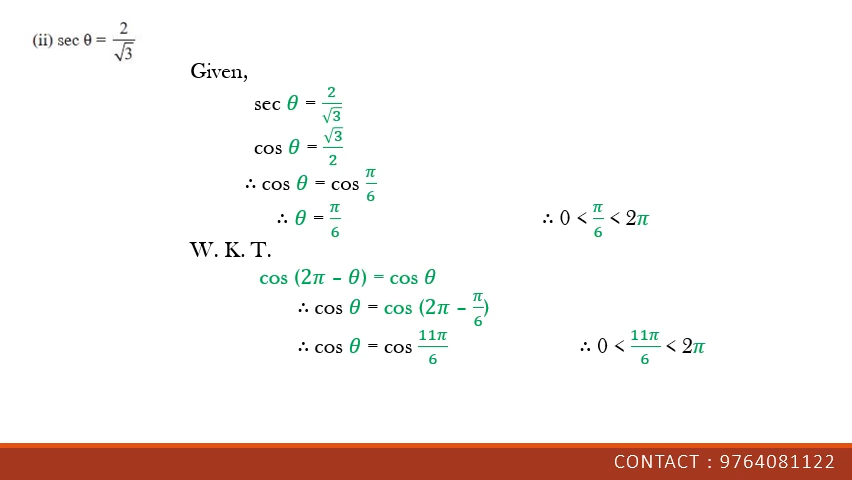 (ii) sec θ = 2/√3
Given,
sec θ = 2/√3
cos θ = √3/2
∴ cos θ = cos π/6
∴ θ = π/6 ∴ 0 < π/6 < 2π
W. K. T.
cos (2π – θ) = cos θ
∴ cos θ = cos (2π – π/6)
∴ cos θ = cos 11π/6 ∴ 0 < 11π/6 < 2π
CONTACT : 9764081122